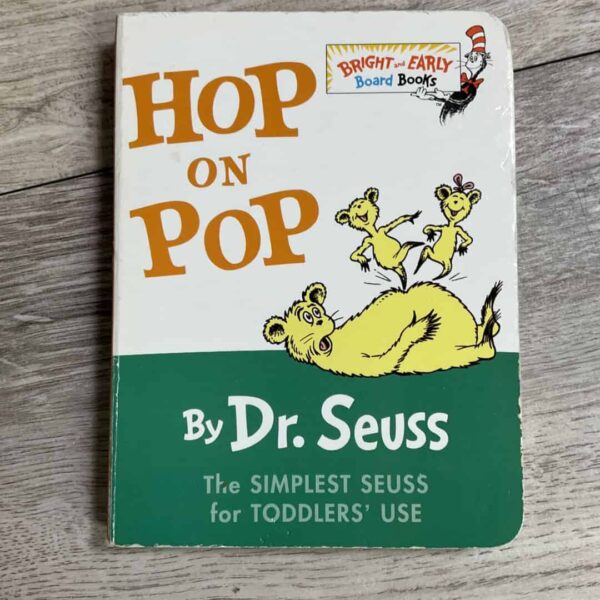 BRIGHT and EARLY
Board Books
HOP
ON
POP
By Dr. Seuss
The SIMPLEST SEUSS
for TODDLERS' USE